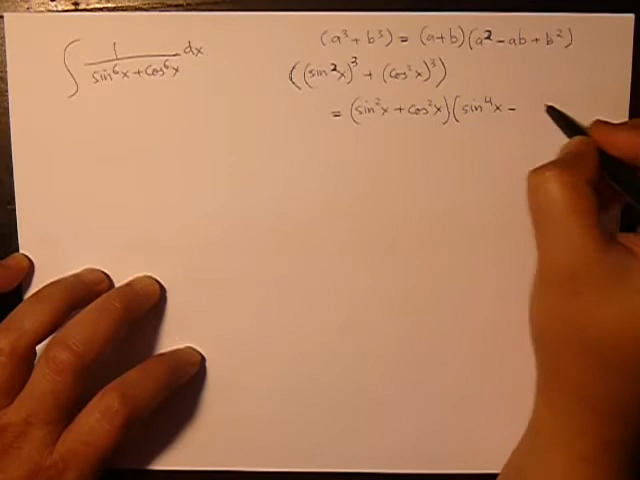 ∫ 1/(sin⁶x + cos⁶x) dx
(a³ + b³) = (a+b)(a² − ab + b²)
((sin²x)³ + (cos²x)³)
= (sin²x + cos²x)(sin⁴x −